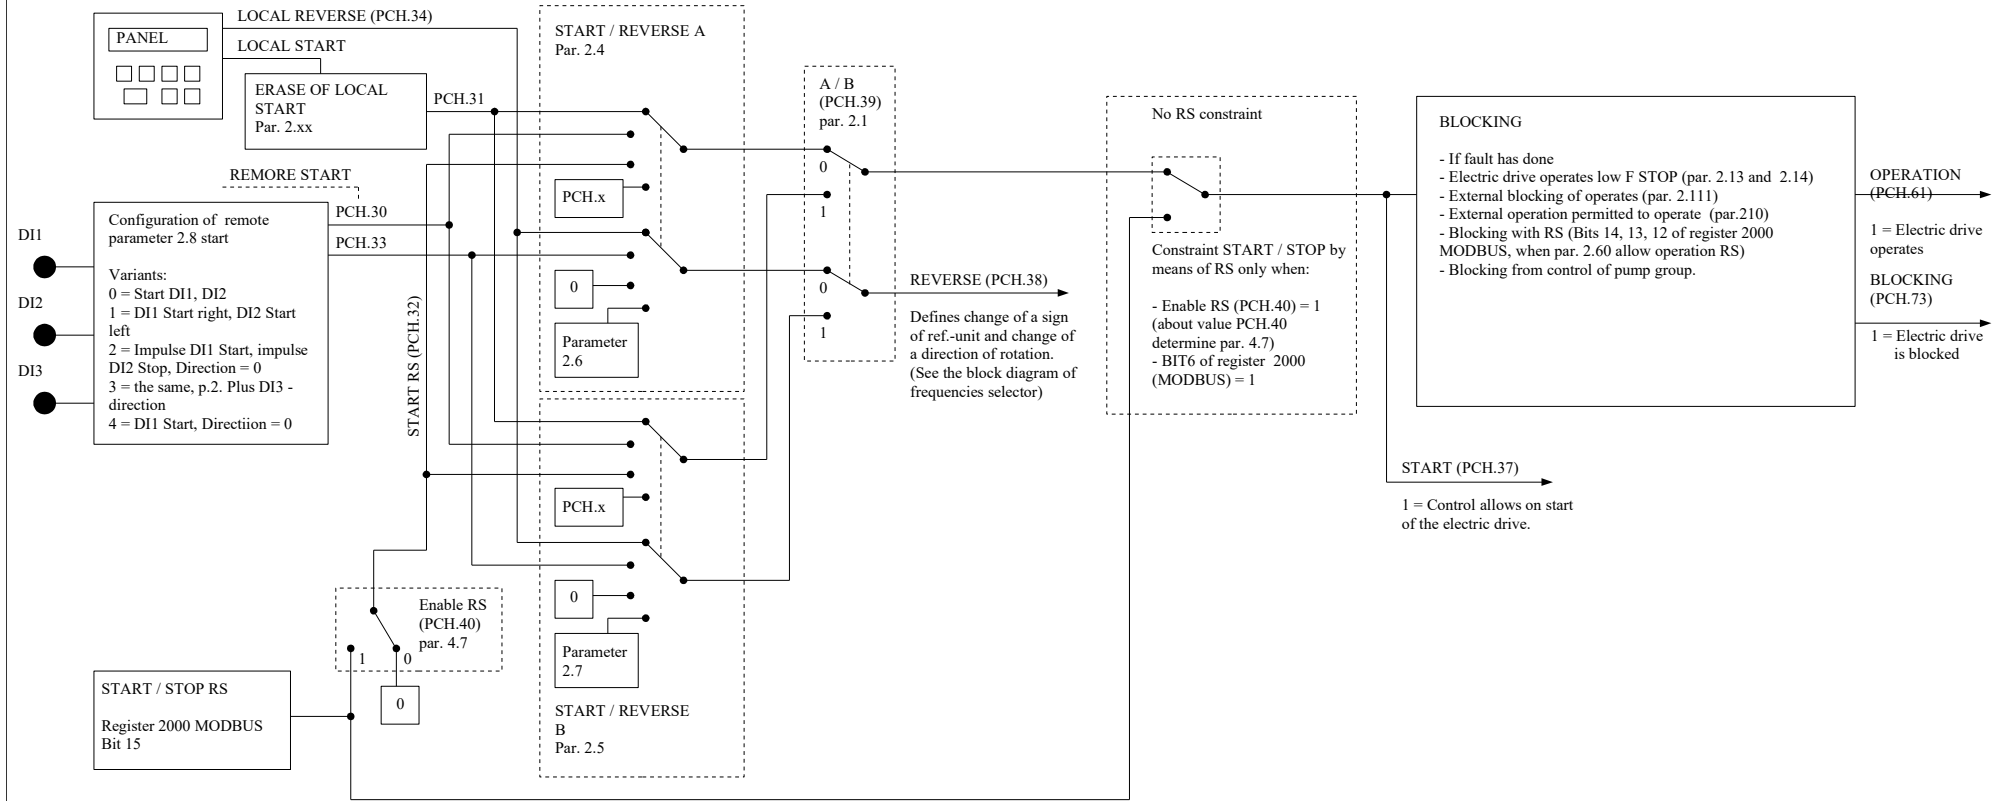 LOCAL REVERSE (PCH.34)
PANEL
LOCAL START
ERASE OF LOCAL
START
Par. 2.xx
PCH.31
REMORE START
PCH.30
PCH.33
Configuration of remote
parameter 2.8 start
Variants:
0 = Start DI1, DI2
1 = DI1 Start right, DI2 Start
left
2 = Impulse DI1 Start, impulse
DI2 Stop, Direction = 0
3 = the same, p.2. Plus DI3 -
direction
4 = DI1 Start, Directiion = 0
DI1
DI2
DI3
START RS (PCH.32)
START / REVERSE A
Par. 2.4
PCH.x
0
Parameter
2.6
PCH.x
0
Parameter
2.7
START / REVERSE
B
Par. 2.5
Enable RS
(PCH.40)
par. 4.7
1
0
0
START / STOP RS
Register 2000 MODBUS
Bit 15
A / B
(PCH.39)
par. 2.1
0
1
0
1
REVERSE (PCH.38)
Defines change of a sign
of ref.-unit and change of
a direction of rotation.
(See the block diagram of
frequencies selector)
No RS constraint
Constraint START / STOP by
means of RS only when:
- Enable RS (PCH.40) = 1
(about value PCH.40
determine par. 4.7)
- BIT6 of register 2000
(MODBUS) = 1
BLOCKING
- If fault has done
- Electric drive operates low F STOP (par. 2.13 and 2.14)
- External blocking of operates (par. 2.111)
- External operation permitted to operate (par.210)
- Blocking with RS (Bits 14, 13, 12 of register 2000
MODBUS, when par. 2.60 allow operation RS)
- Blocking from control of pump group.
OPERATION
(PCH.61)
1 = Electric drive
operates
BLOCKING
(PCH.73)
1 = Electric drive
is blocked
START (PCH.37)
1 = Control allows on start
of the electric drive.